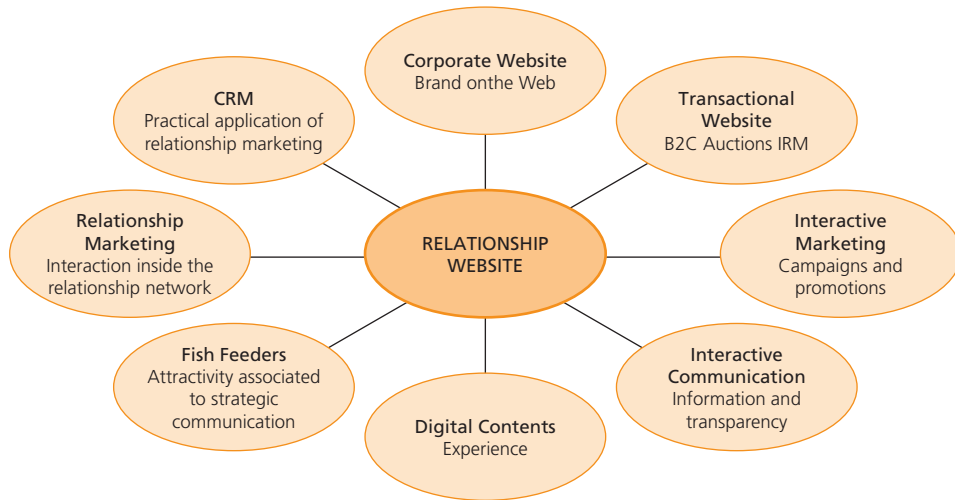 Corporate Website
Brand onthe Web
CRM
Practical application of
relationship marketing
Transactional
Website
B2C Auctions IRM
Relationship
Marketing
Interaction inside the
relationship network
RELATIONSHIP
WEBSITE
Interactive
Marketing
Campaigns and
promotions
Fish Feeders
Attractivity associated
to strategic
communication
Interactive
Communication
Information and
transparency
Digital Contents
Experience